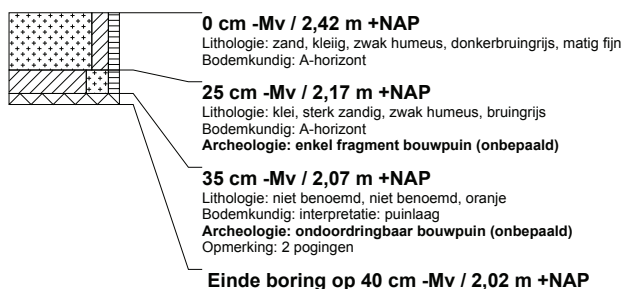 0 cm -Mv / 2,42 m +NAP
Lithologie: zand, kleiig, zwak humeus, donkerbruingrijs, matig fijn
Bodemkundig: A-horizont
25 cm -Mv / 2,17 m +NAP
Lithologie: klei, sterk zandig, zwak humeus, bruingrijs
Bodemkundig: A-horizont
Archeologie: enkel fragment bouwpuin (onbepaald)
35 cm -Mv / 2,07 m +NAP
Lithologie: niet benoemd, niet benoemd, oranje
Bodemkundig: interpretatie: puinlaag
Archeologie: ondoordringbaar bouwpuin (onbepaald)
Opmerking: 2 pogingen
Einde boring op 40 cm -Mv / 2,02 m +NAP